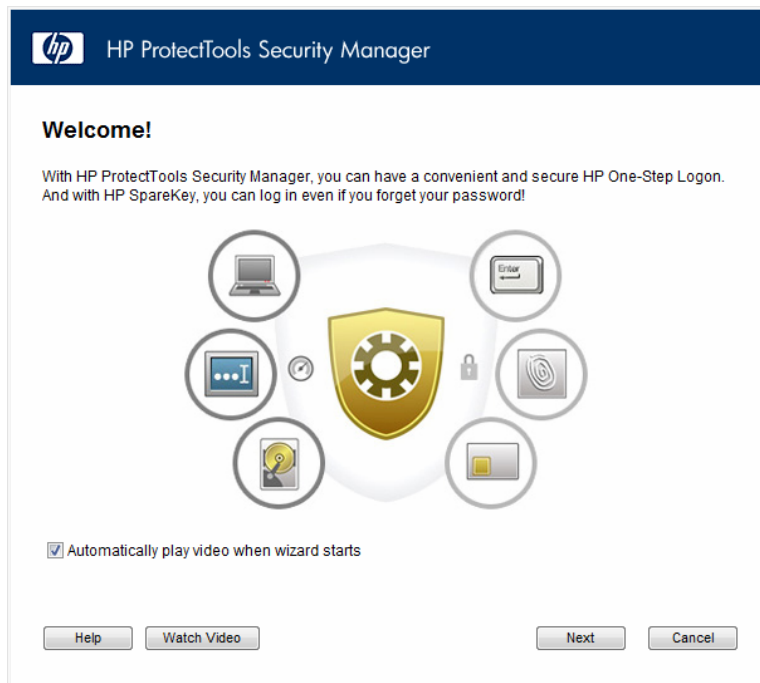 hp
HP ProtectTools Security Manager
Welcome!
With HP ProtectTools Security Manager, you can have a convenient and secure HP One-Step Logon.
And with HP SpareKey, you can log in even if you forget your password!
Enter
Automatically play video when wizard starts
Help
Watch Video
Next
Cancel